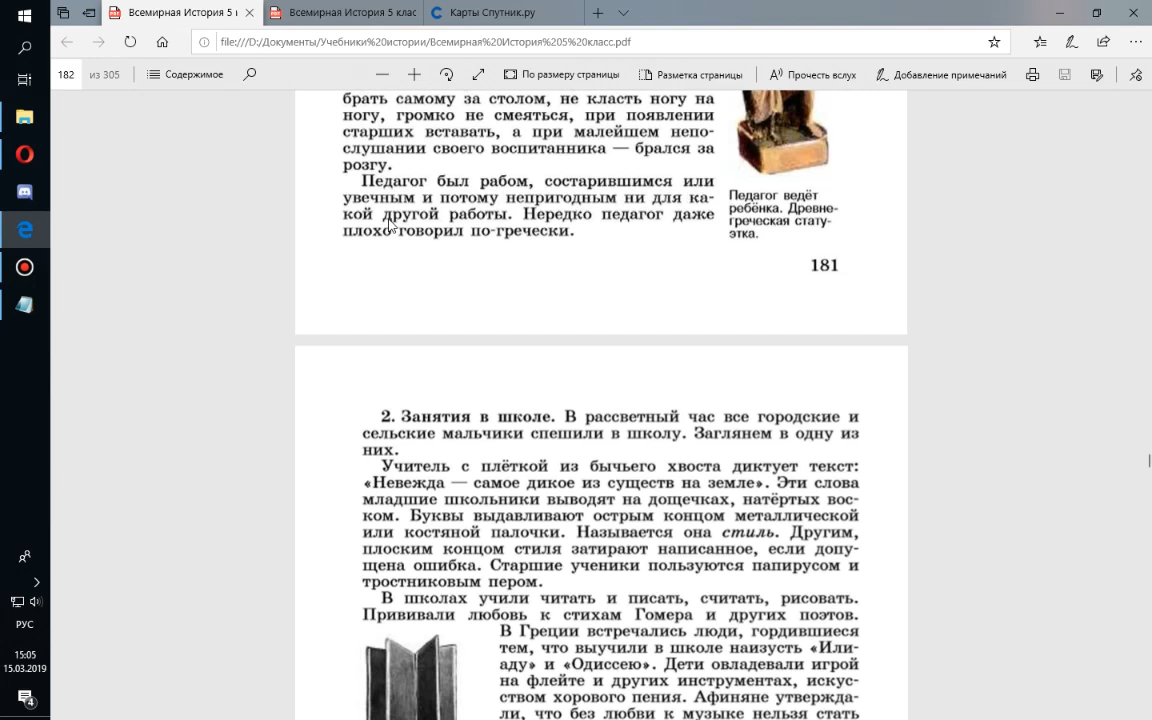 Всемирная История 5 к
Всемирная История 5 клас
Карты Спутник.ру
file:///D:/Документы/Учебники%20истории/Всемирная%20История%205%20класс.pdf
182 из 305
Содержимое
По размеру страницы
Разметка страницы
Прочесть вслух
Добавление примечаний
брать самому за столом, не класть ногу на
ногу, громко не смеяться, при появлении
старших вставать, а при малейшем непо-
слушании своего воспитанника — брался за
розгу.
Педагог был рабом, состарившимся или
увечным и потому непригодным ни для ка-
кой другой работы. Нередко педагог даже
плохо говорил по-гречески.
Педагог ведёт
ребёнка. Древне-
греческая стату-
этка.
181
2. Занятия в школе. В рассветный час все городские и
сельские мальчики спешили в школу. Заглянем в одну из
них.
Учитель с плёткой из бычьего хвоста диктует текст:
«Невежда — самое дикое из существ на земле». Эти слова
младшие школьники выводят на дощечках, натёртых вос-
ком. Буквы выдавливают острым концом металлической
или костяной палочки. Называется она стиль. Другим,
плоским концом стиля затирают написанное, если допу-
щена ошибка. Старшие ученики пользуются папирусом и
тростниковым пером.
В школах учили читать и писать, считать, рисовать.
Прививали любовь к стихам Гомера и других поэтов.
В Греции встречались люди, гордившиеся
тем, что выучили в школе наизусть «Или-
аду» и «Одиссею». Дети овладевали игрой
на флейте и других инструментах, искус-
ством хорового пения. Афиняне утвержда-
ли, что без любви к музыке нельзя стать
РУС
15:05
15.03.2019
4